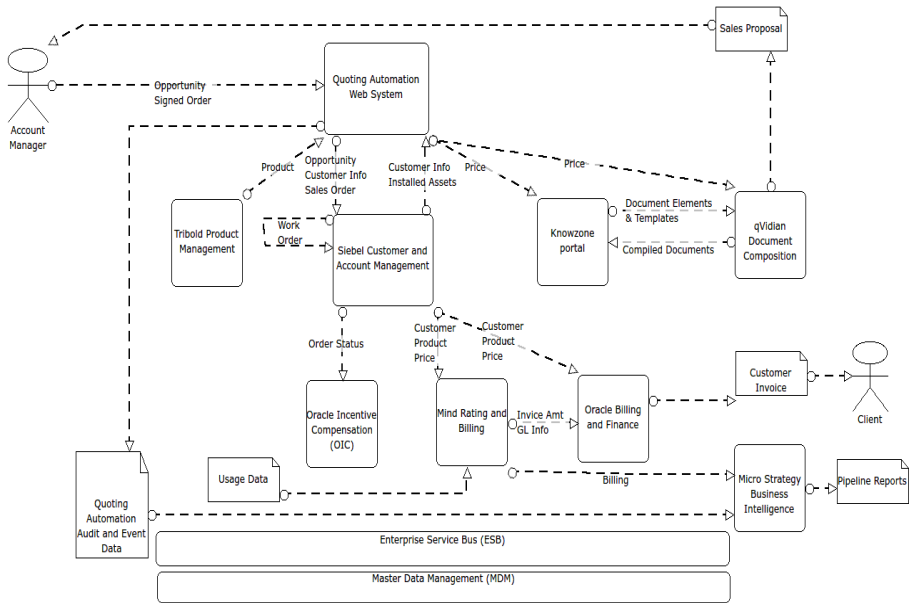 Sales Proposal
Quoting Automation
Web System
Opportunity
Signed Order
Account
Manager
Product
Opportunity
Customer Info
Sales Order
Customer Info
Installed Assets
Price
Price
Document Elements
& Templates
Compiled Documents
Tribold Product
Management
Work
Order
Siebel Customer and
Account Management
Knowzone
portal
qVidian
Document
Composition
Order Status
Customer
Product
Price
Customer
Product
Price
Oracle Incentive
Compensation
(OIC)
Mind Rating and
Billing
Invice Amt
GL Info
Oracle Billing
and Finance
Customer
Invoice
Client
Usage Data
Billing
Micro Strategy
Business
Intelligence
Pipeline Reports
Quoting
Automation
Audit and Event
Data
Enterprise Service Bus (ESB)
Master Data Management (MDM)